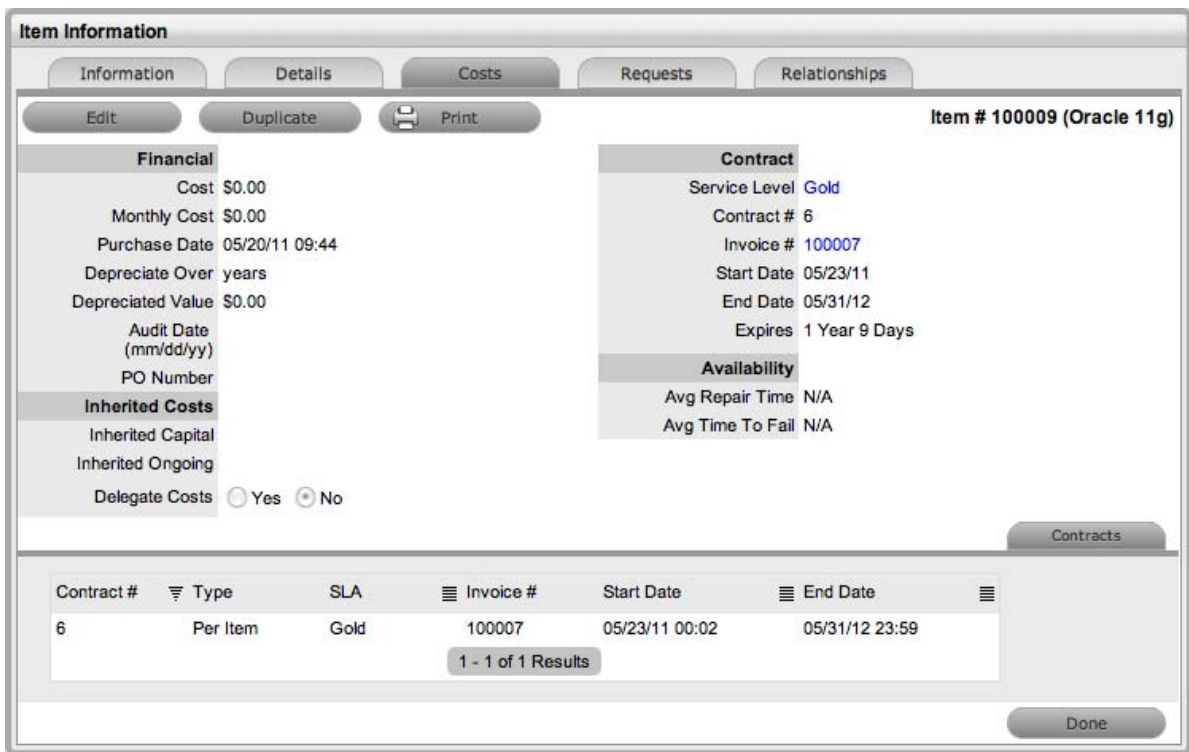 Item Information
Information Details Costs Requests Relationships
Edit Duplicate Print Item # 100009 (Oracle 11g)
Financial
Cost $0.00
Monthly Cost $0.00
Purchase Date 05/20/11 09:44
Depreciate Over years
Depreciated Value $0.00
Audit Date
(mm/dd/yy)
PO Number
Inherited Costs
Inherited Capital
Inherited Ongoing
Delegate Costs Yes No
Contract
Service Level Gold
Contract # 6
Invoice # 100007
Start Date 05/23/11
End Date 05/31/12
Expires 1 Year 9 Days
Availability
Avg Repair Time N/A
Avg Time To Fail N/A
Contracts
Contract # Type SLA Invoice # Start Date End Date
6 Per Item Gold 100007 05/23/11 00:02 05/31/12 23:59
1 - 1 of 1 Results
Done